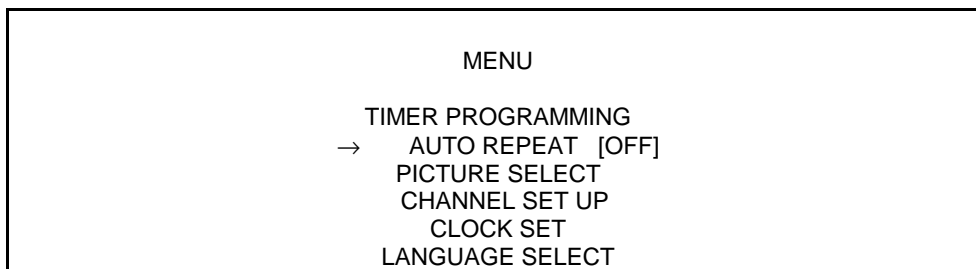 MENU
TIMER PROGRAMMING
→ AUTO REPEAT [OFF]
PICTURE SELECT
CHANNEL SET UP
CLOCK SET
LANGUAGE SELECT